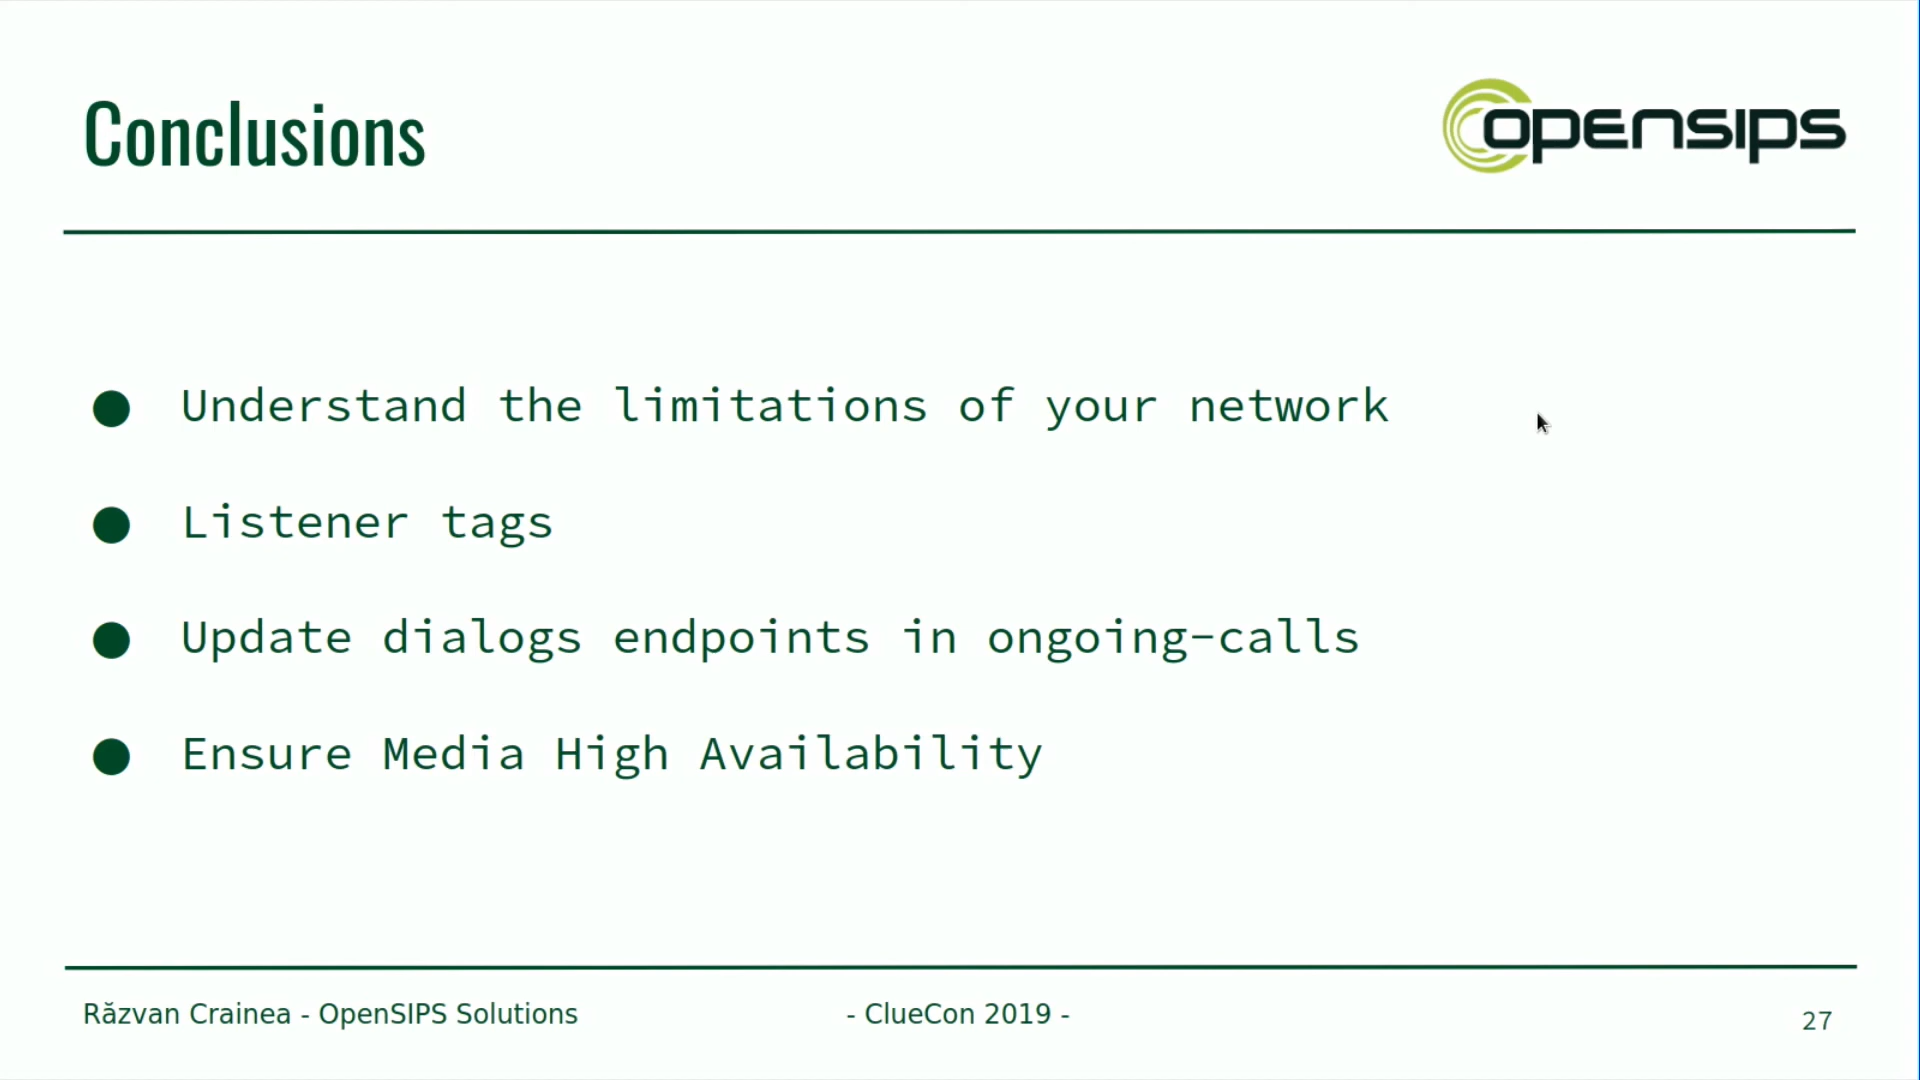 Conclusions
opensips
● Understand the limitations of your network
● Listener tags
● Update dialogs endpoints in ongoing-calls
● Ensure Media High Availability
Răzvan Crainea - OpenSIPS Solutions
- ClueCon 2019 -
27